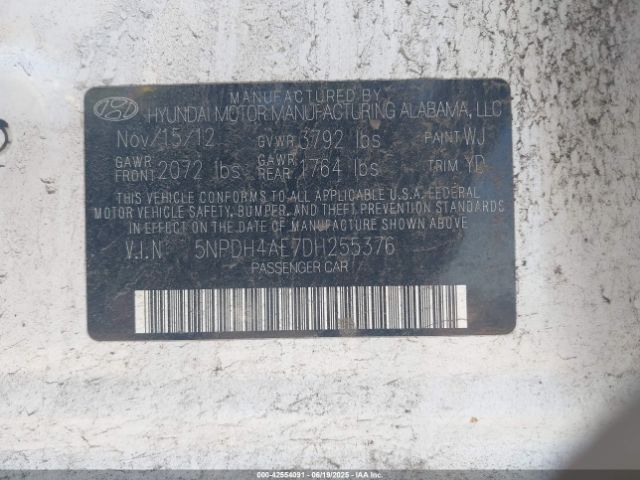 MANUFACTURED BY
HYUNDAI MOTOR MANUFACTURING ALABAMA, LLC
Nov/15/12 GVWR 3792 lbs PAINT WJ
GAWR FRONT 2072 lbs GAWR REAR 1764 lbs TRIM YD
THIS VEHICLE CONFORMS TO ALL APPLICABLE U.S.A. FEDERAL
MOTOR VEHICLE SAFETY, BUMPER, AND THEFT PREVENTION STANDARDS
IN EFFECT ON THE DATE OF MANUFACTURE SHOWN ABOVE.
V.I.N 5NPDH4AE7DH255376
PASSENGER CAR
000-42554091 - 06/19/2025 - IAAI.COM